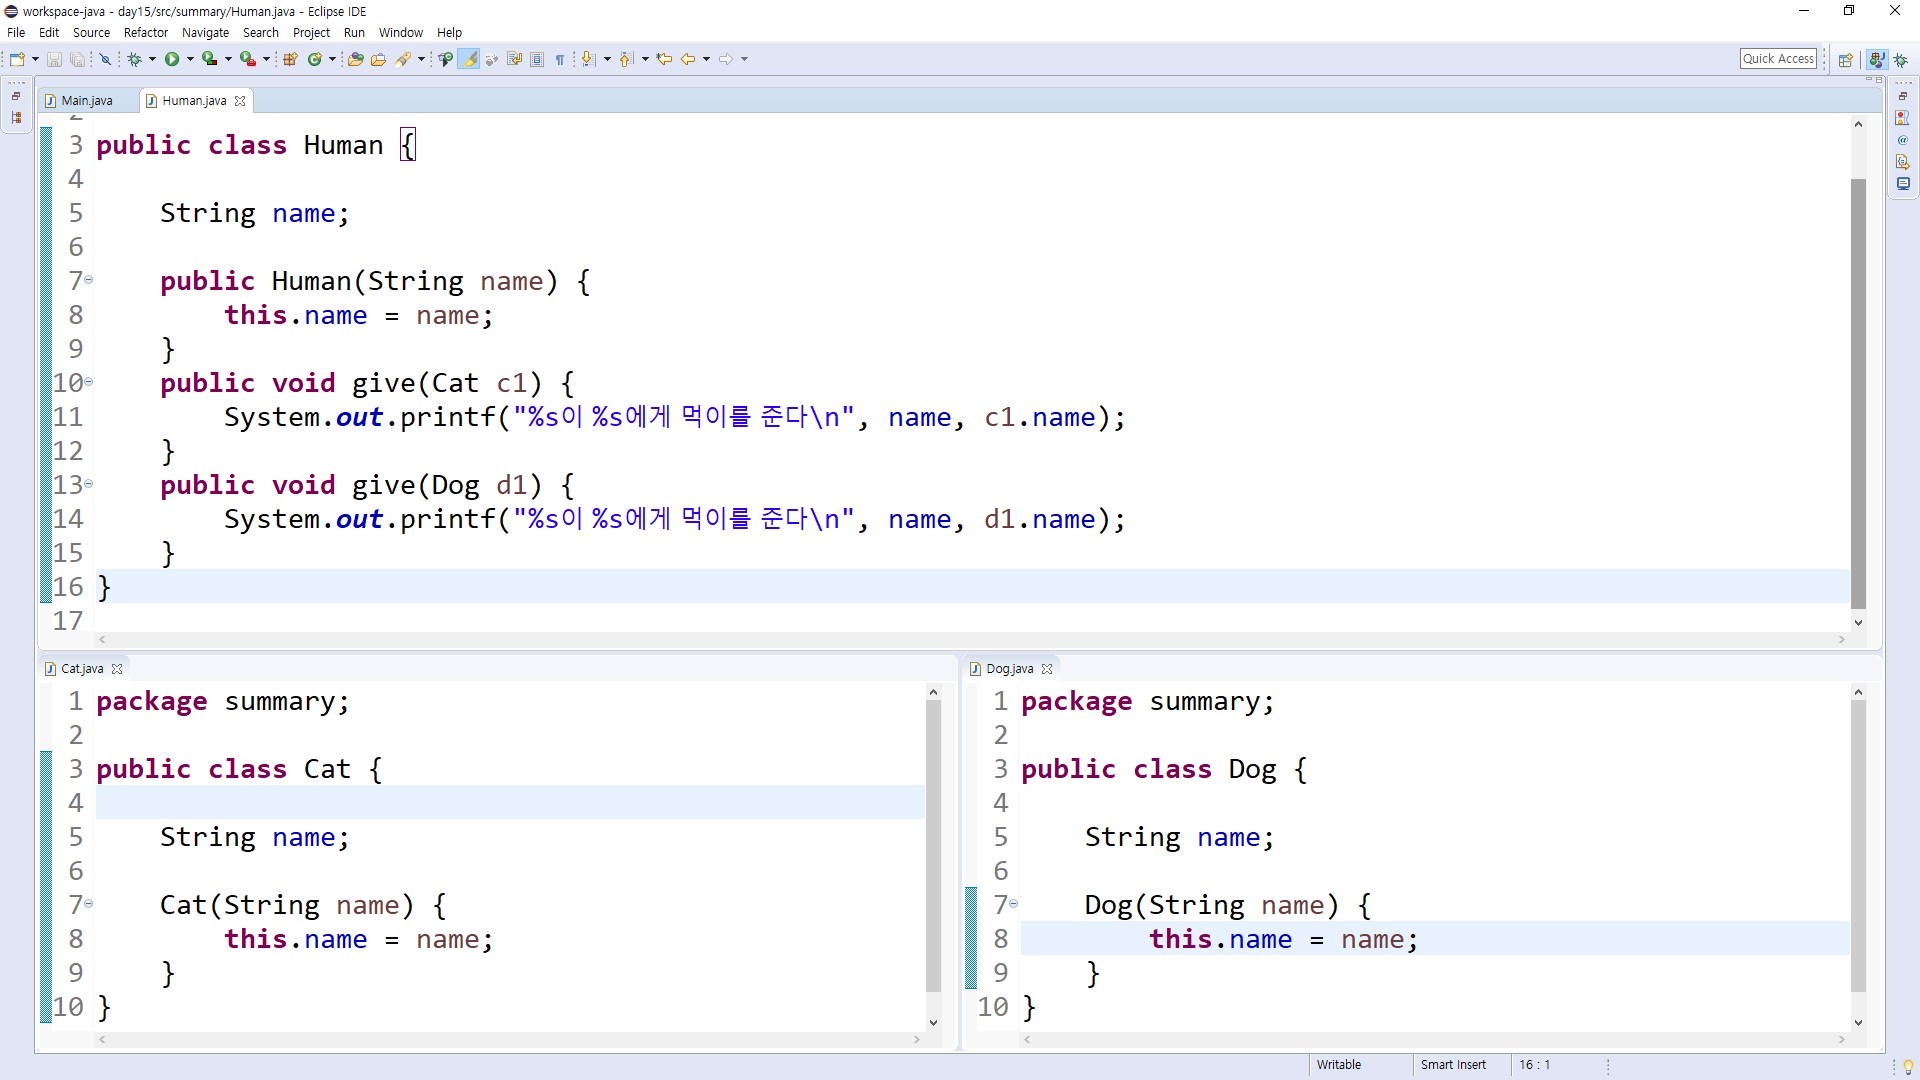 workspace-java - day15/src/summary/Human.java - Eclipse IDE
File Edit Source Refactor Navigate Search Project Run Window Help
Quick Access
Main.java Human.java
2
3 public class Human {
4
5 String name;
6
7 public Human(String name) {
8 this.name = name;
9 }
10 public void give(Cat c1) {
11 System.out.printf("%s이 %s에게 먹이를 준다\n", name, c1.name);
12 }
13 public void give(Dog d1) {
14 System.out.printf("%s이 %s에게 먹이를 준다\n", name, d1.name);
15 }
16 }
17
Cat.java
1 package summary;
2
3 public class Cat {
4
5 String name;
6
7 Cat(String name) {
8 this.name = name;
9 }
10 }
Dog.java
1 package summary;
2
3 public class Dog {
4
5 String name;
6
7 Dog(String name) {
8 this.name = name;
9 }
10 }
Writable Smart Insert 16 : 1